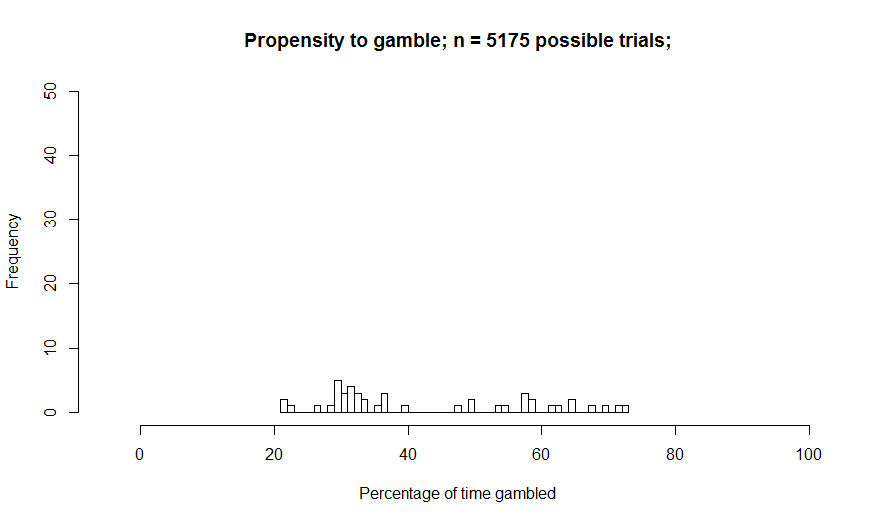 Propensity to gamble; n = 5175 possible trials;
Frequency
50
40
30
20
10
0
0 20 40 60 80 100
Percentage of time gambled